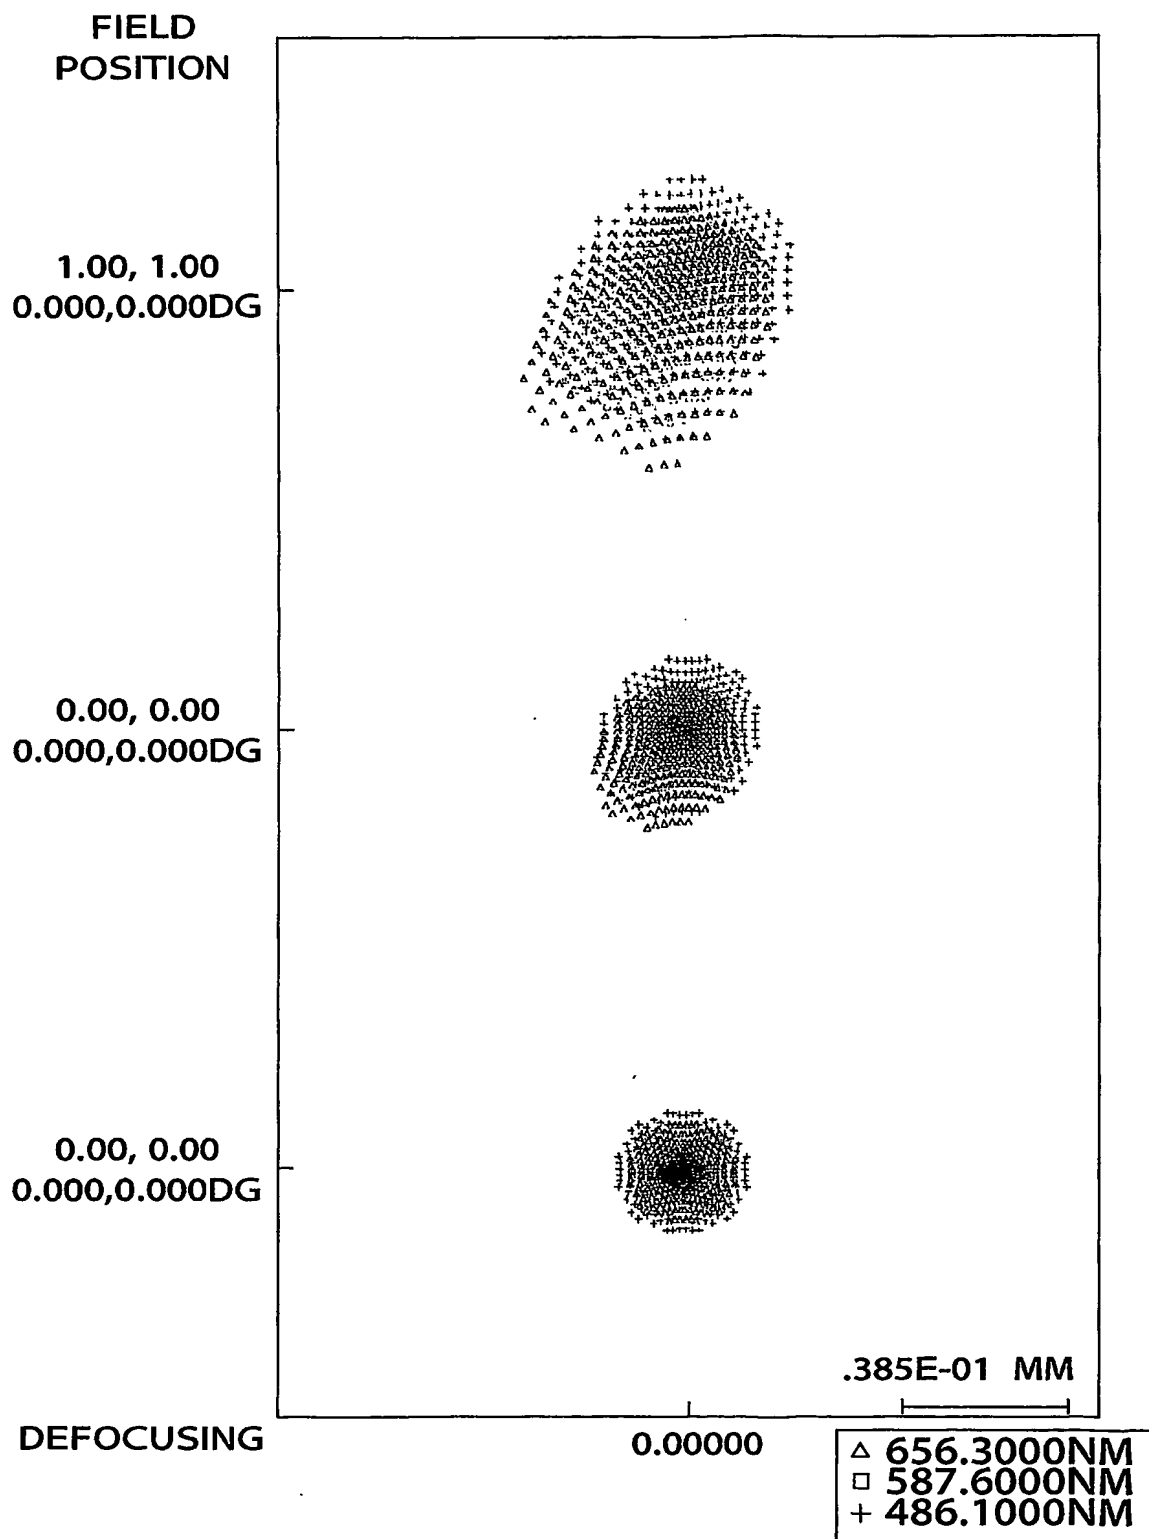 FIELD
POSITION
1.00, 1.00
0.000,0.000DG
0.00, 0.00
0.000,0.000DG
0.00, 0.00
0.000,0.000DG
.385E-01 MM
DEFOCUSING
0.00000
△ 656.3000NM
□ 587.6000NM
+ 486.1000NM